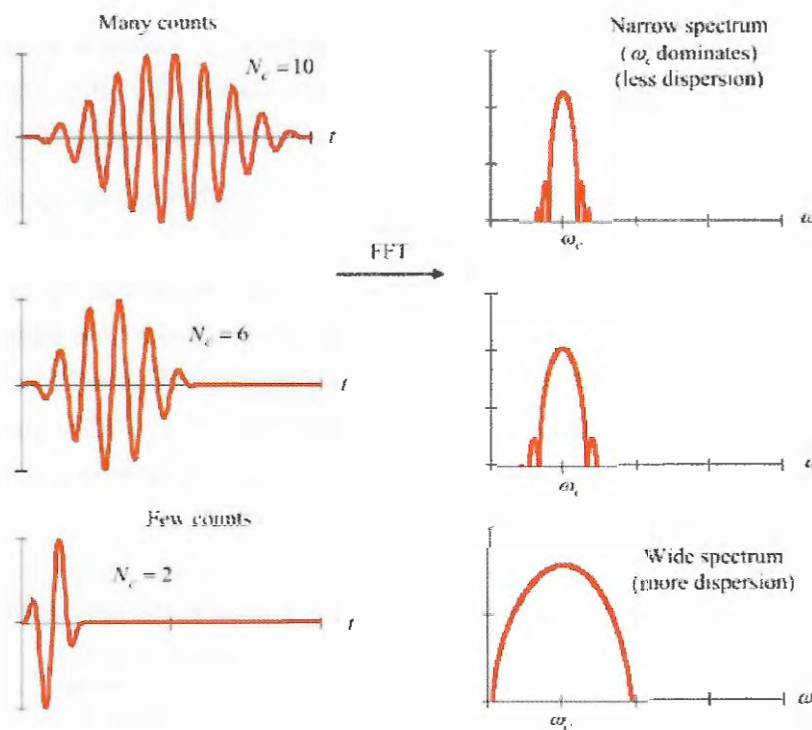 Many counts
N_c = 10
t
Narrow spectrum
(ω_c dominates)
(less dispersion)
ω
ω_c
FFT
N_c = 6
t
ω
ω_c
Few counts
N_c = 2
t
Wide spectrum
(more dispersion)
ω
ω_c